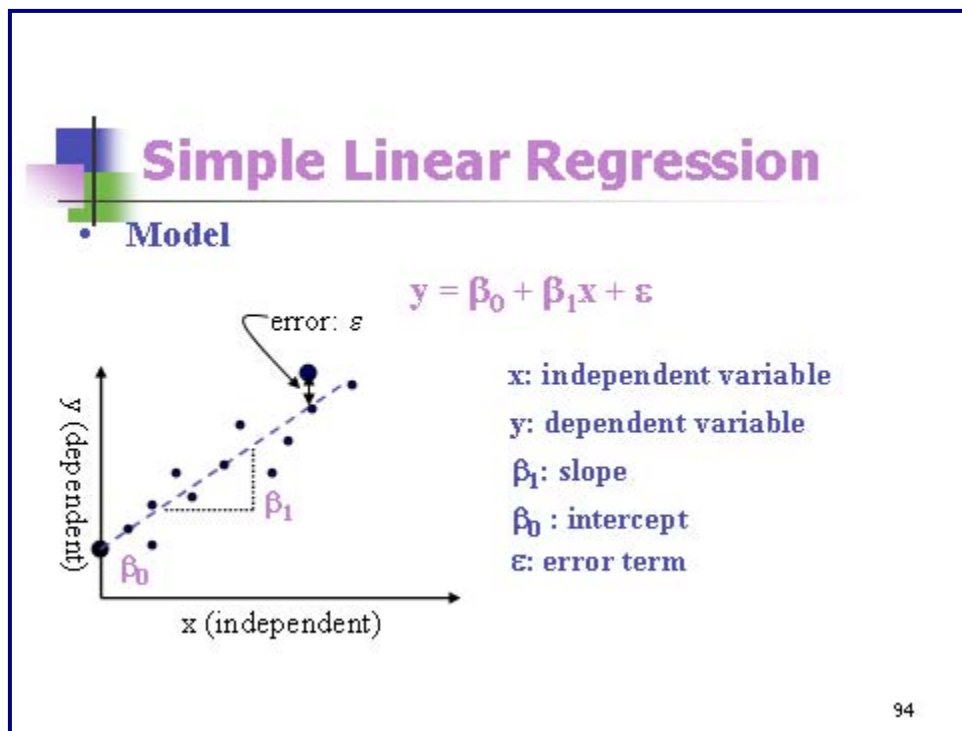 Simple Linear Regression
• Model
y = β₀ + β₁x + ε
error: ε
y (dependent)
β₁
β₀
x (independent)
x: independent variable
y: dependent variable
β₁: slope
β₀ : intercept
ε: error term
94